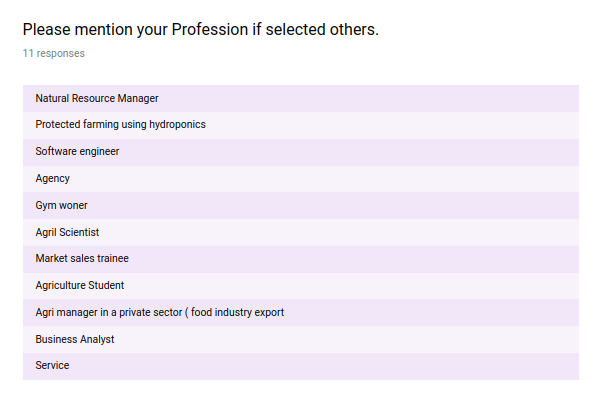 Please mention your Profession if selected others.
11 responses
Natural Resource Manager
Protected farming using hydroponics
Software engineer
Agency
Gym woner
Agril Scientist
Market sales trainee
Agriculture Student
Agri manager in a private sector ( food industry export
Business Analyst
Service